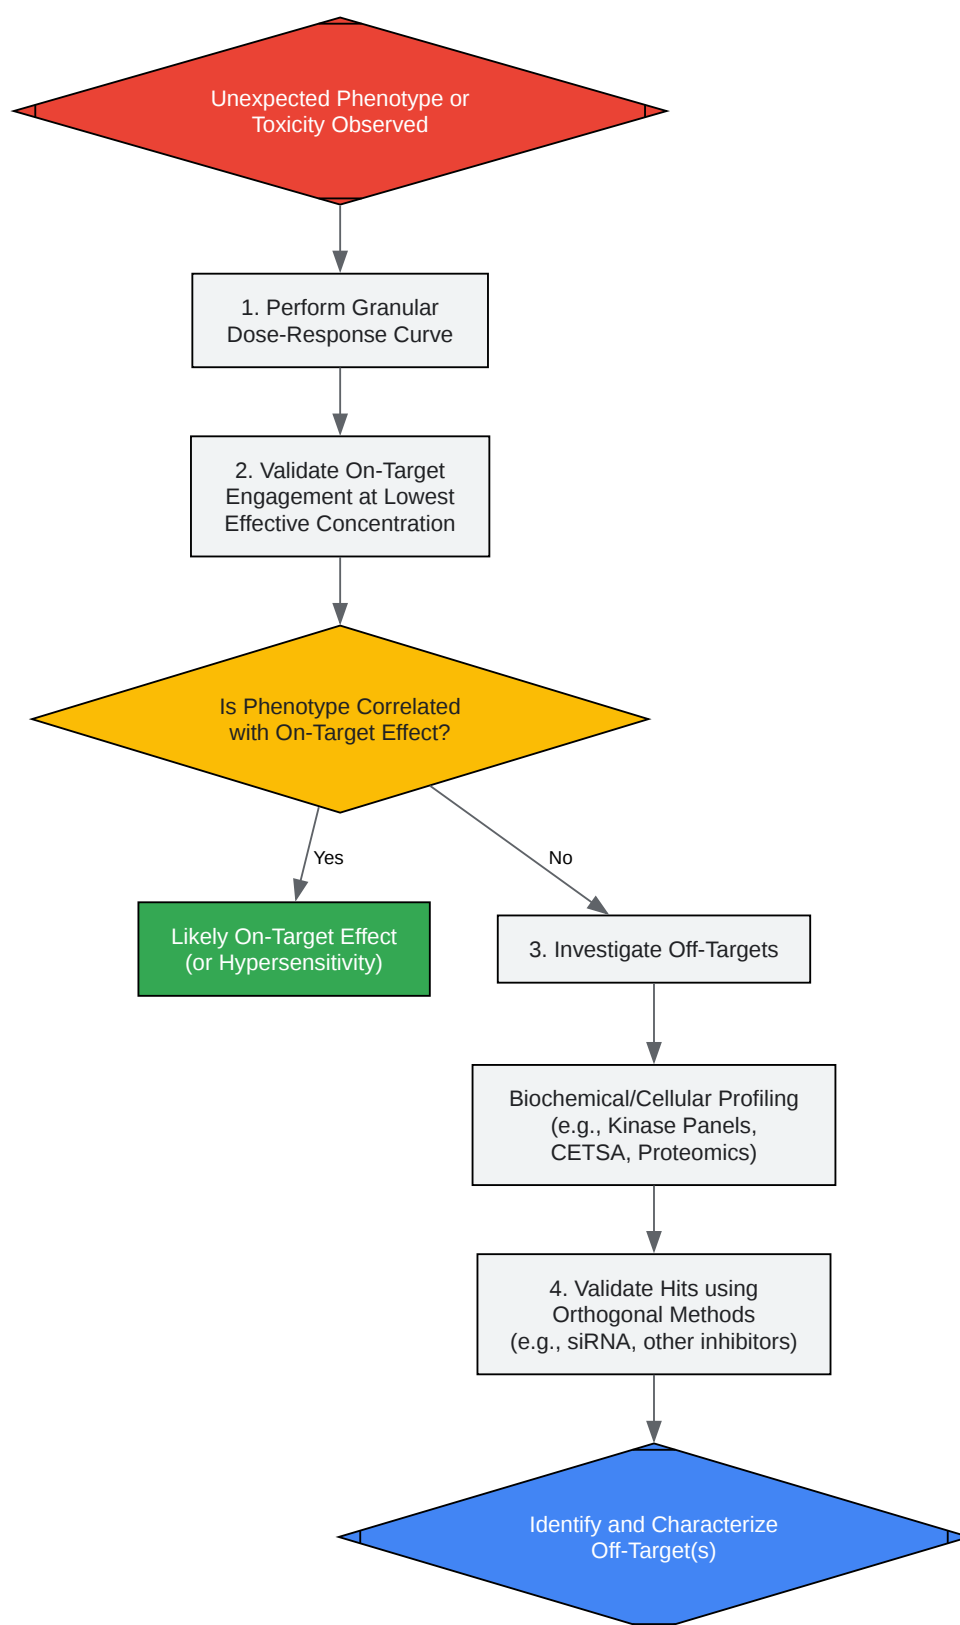 Unexpected Phenotype or
Toxicity Observed
1. Perform Granular
Dose-Response Curve
2. Validate On-Target
Engagement at Lowest
Effective Concentration
Is Phenotype Correlated
with On-Target Effect?
Yes
No
Likely On-Target Effect
(or Hypersensitivity)
3. Investigate Off-Targets
Biochemical/Cellular Profiling
(e.g., Kinase Panels,
CETSA, Proteomics)
4. Validate Hits using
Orthogonal Methods
(e.g., siRNA, other inhibitors)
Identify and Characterize
Off-Target(s)